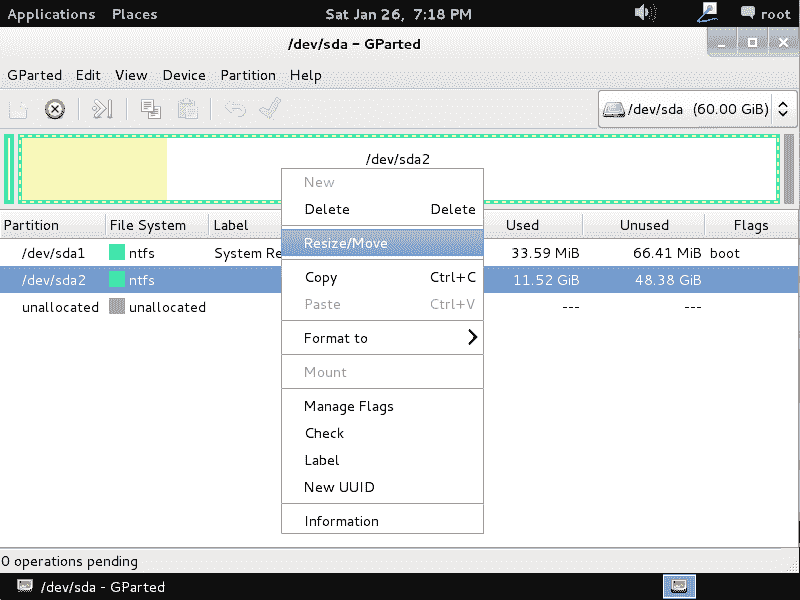 Applications Places Sat Jan 26, 7:18 PM root
/dev/sda - GParted
GParted Edit View Device Partition Help
/dev/sda (60.00 GiB)
/dev/sda2
Partition File System Label Used Unused Flags
/dev/sda1 ntfs System Re 33.59 MiB 66.41 MiB boot
/dev/sda2 ntfs 11.52 GiB 48.38 GiB
unallocated unallocated --- ---
New
Delete Delete
Resize/Move
Copy Ctrl+C
Paste Ctrl+V
Format to
Mount
Manage Flags
Check
Label
New UUID
Information
0 operations pending
/dev/sda - GParted